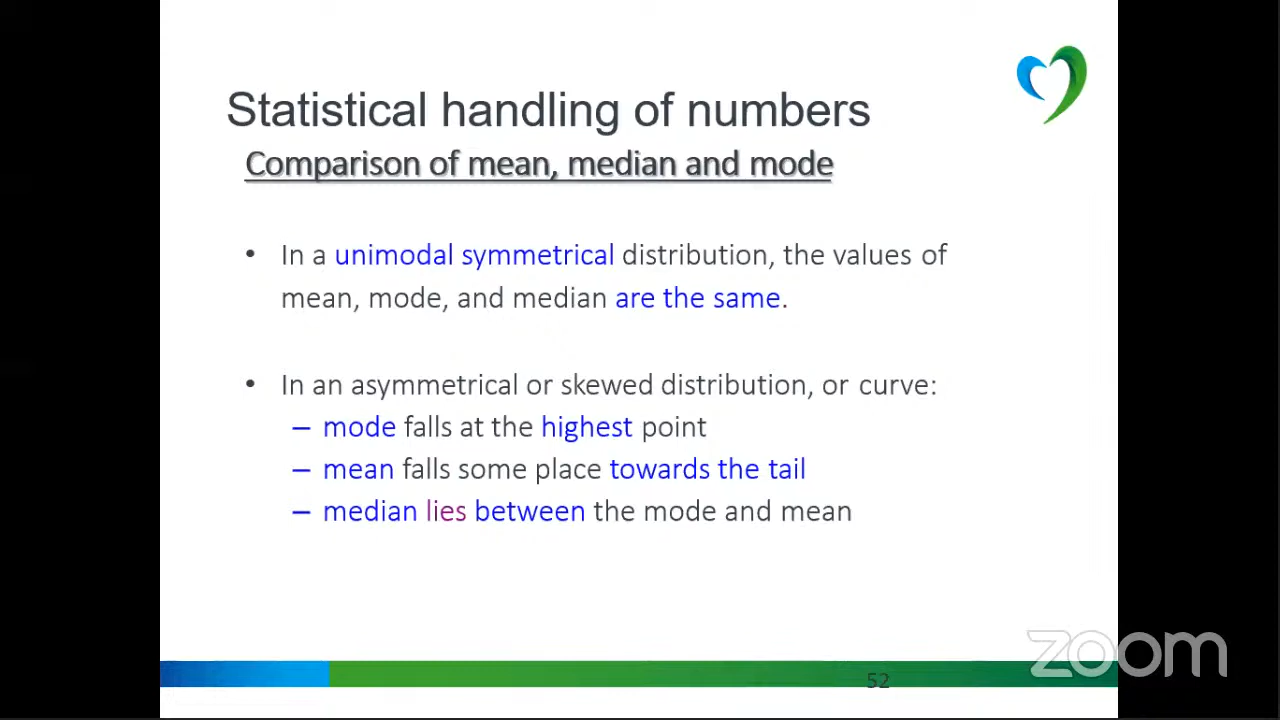 Statistical handling of numbers
Comparison of mean, median and mode
• In a unimodal symmetrical distribution, the values of
mean, mode, and median are the same.
• In an asymmetrical or skewed distribution, or curve:
– mode falls at the highest point
– mean falls some place towards the tail
– median lies between the mode and mean
zoom
52